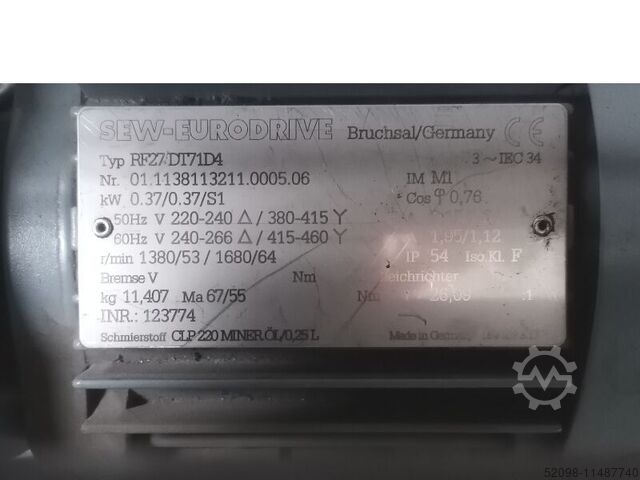 SEW-EURODRIVE Bruchsal/Germany CE
Typ RF27 DT71D4 3~IEC 34
Nr. 01.1138113211.0005.06 IM M1
kW 0.37/0.37/S1 Cos φ 0,76
50Hz V 220-240 Δ / 380-415 Y
60Hz V 240-266 Δ / 415-460 Y 1,95/1,12
r/min 1380/53 / 1680/64 IP 54 Iso.Kl. F
Bremse V Nm Gleichrichter
kg 11,407 Ma 67/55 Nm 26,09 :1
INR.: 123774
Schmierstoff CLP 220 MINER.ÖL/0,25 L Made in Germany
52098-11487740